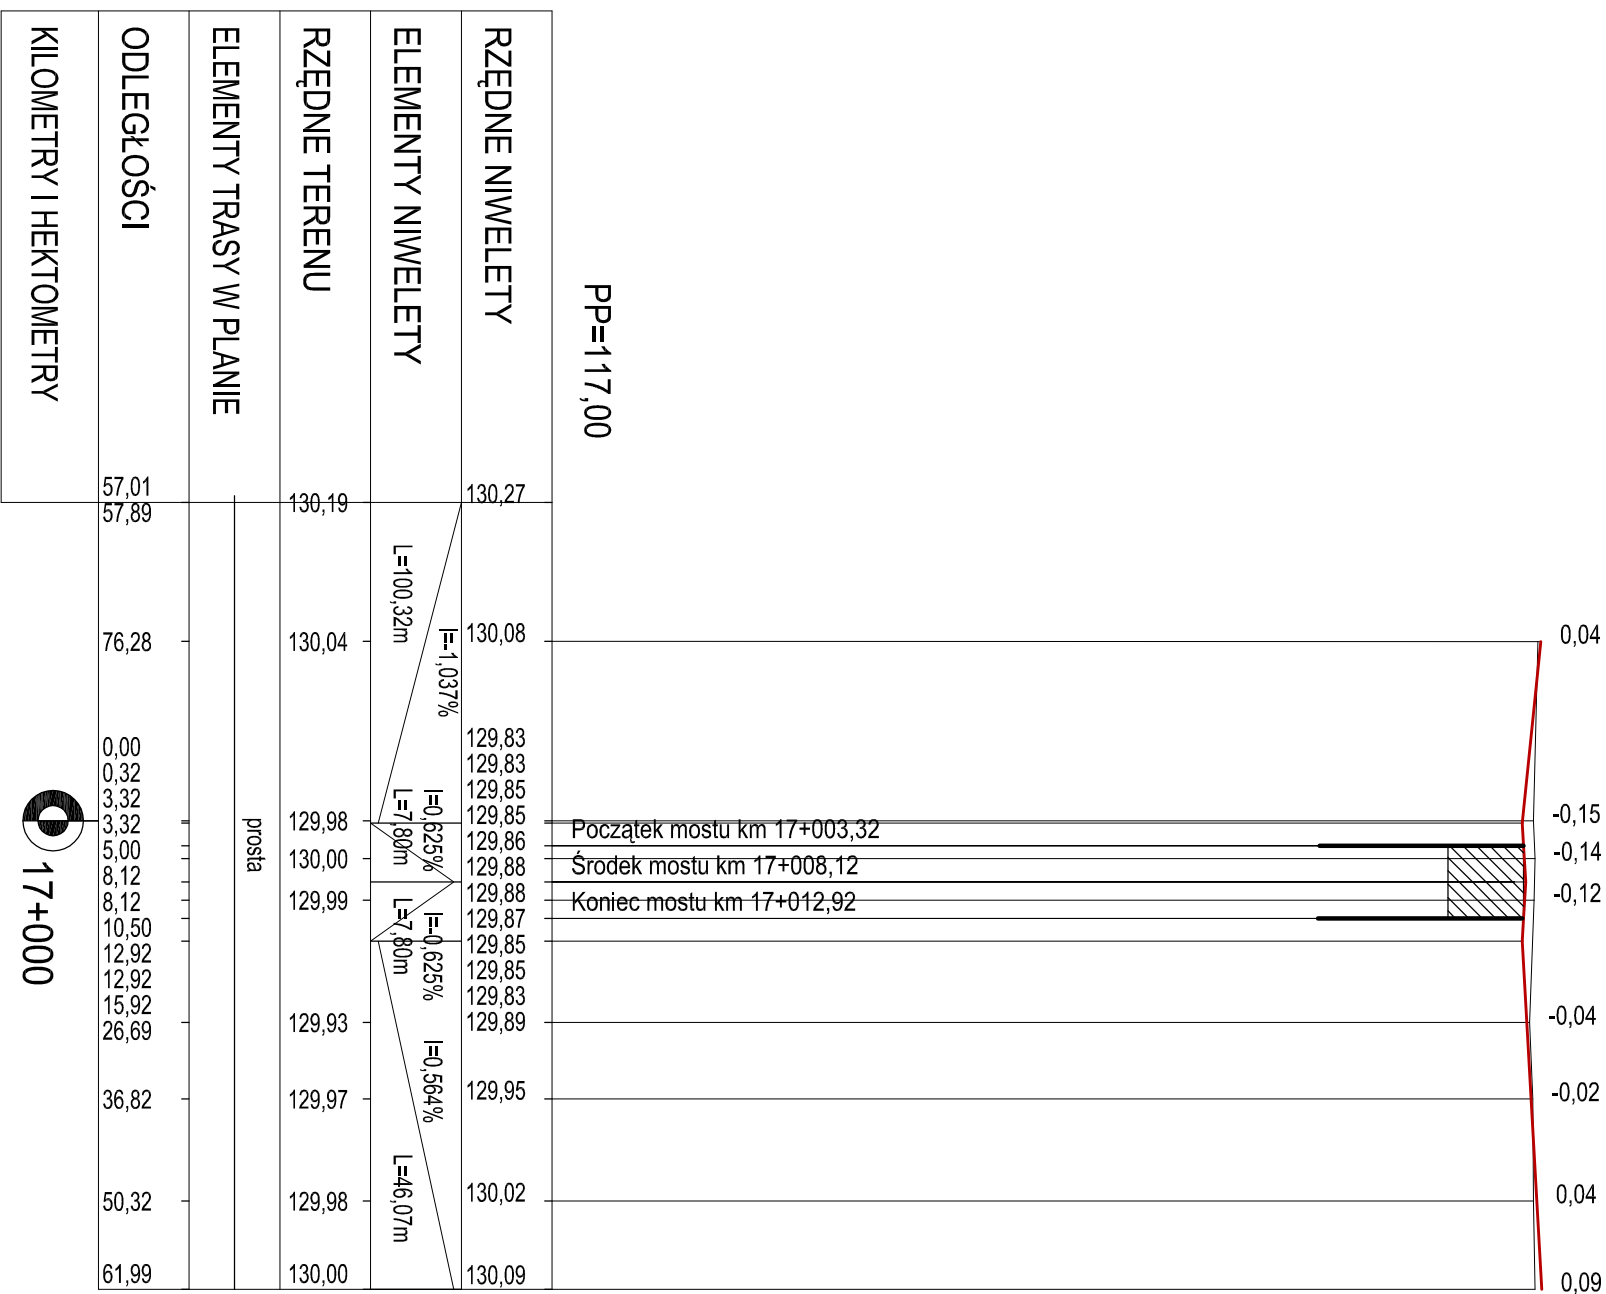 PP=117,00
RZĘDNE NIWELETY
130,27
130,08
129,83
129,83
129,85
129,85
129,86
129,88
129,88
129,87
129,85
129,85
129,83
129,89
129,95
130,02
130,09
ELEMENTY NIWELETY
L=100,32m
I=-1,037%
I=0,625%
L=7,80m
I=-0,625%
L=7,80m
I=0,564%
L=46,07m
RZĘDNE TERENU
130,19
130,04
129,98
130,00
129,99
129,93
129,97
129,98
130,00
ELEMENTY TRASY W PLANIE
prosta
ODLEGŁOŚCI
57,01
57,89
76,28
0,00
0,32
3,32
3,32
5,00
8,12
8,12
10,50
12,92
12,92
15,92
26,69
36,82
50,32
61,99
KILOMETRY I HEKTOMETRY
17+000
Początek mostu km 17+003,32
Środek mostu km 17+008,12
Koniec mostu km 17+012,92
0,04
-0,15
-0,14
-0,12
-0,04
-0,02
0,04
0,09